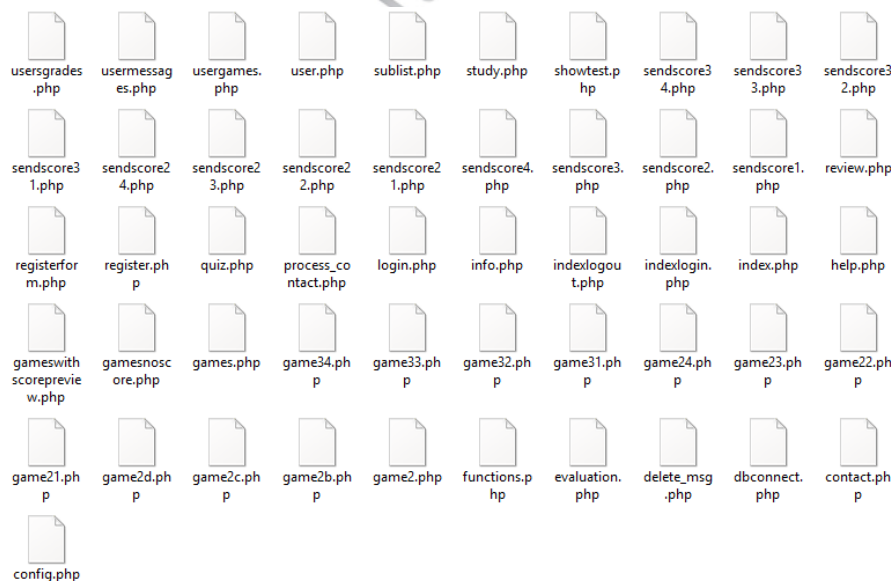 usersgrades
.php
usermessag
es.php
usergames.
php
user.php
sublist.php
study.php
showtest.p
hp
sendscore3
4.php
sendscore3
3.php
sendscore3
2.php
sendscore3
1.php
sendscore2
4.php
sendscore2
3.php
sendscore2
2.php
sendscore2
1.php
sendscore4.
php
sendscore3.
php
sendscore2.
php
sendscore1.
php
review.php
registerfor
m.php
register.ph
p
quiz.php
process_co
ntact.php
login.php
info.php
indexlogou
t.php
indexlogin.
php
index.php
help.php
gameswith
scoreprevie
w.php
gamesnosc
ore.php
games.php
game34.ph
p
game33.ph
p
game32.ph
p
game31.ph
p
game24.ph
p
game23.ph
p
game22.ph
p
game21.ph
p
game2d.ph
p
game2c.ph
p
game2b.ph
p
game2.php
functions.p
hp
evaluation.
php
delete_msg
.php
dbconnect.
php
contact.ph
p
config.php